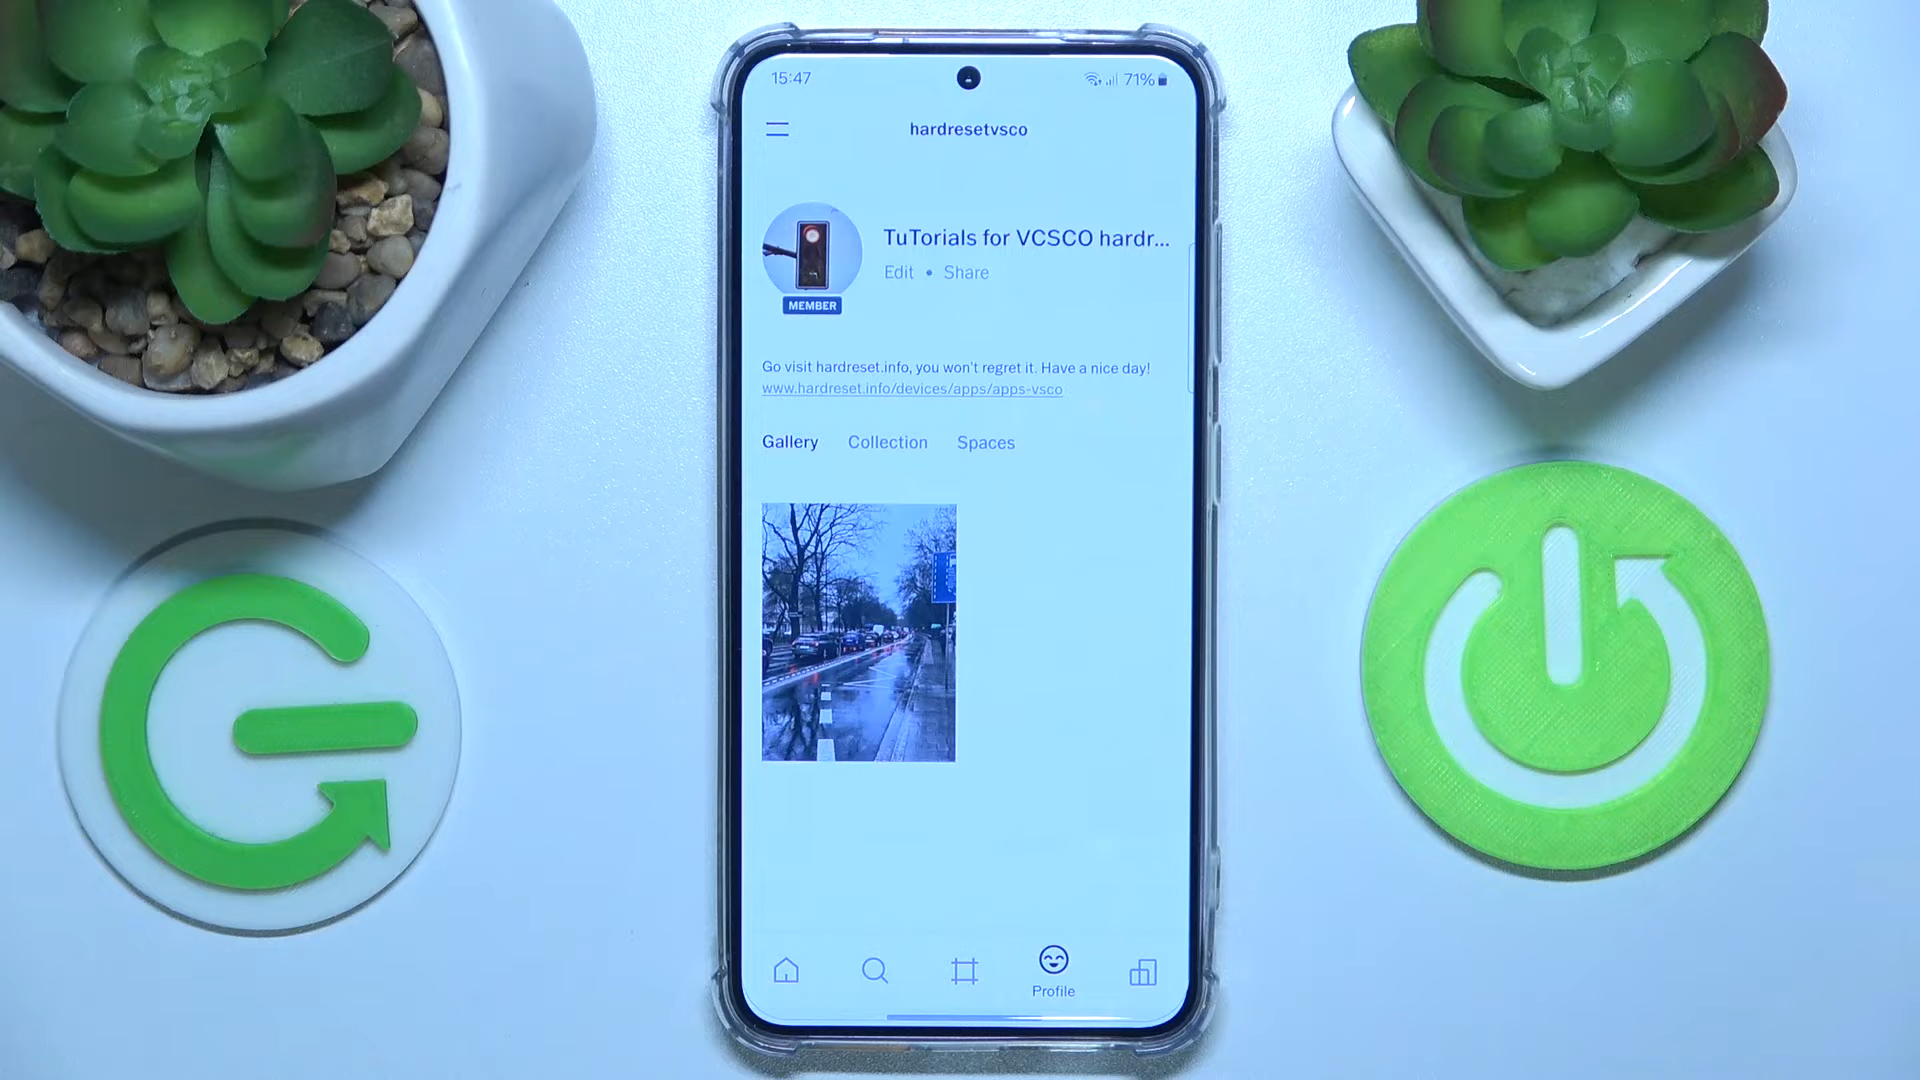 15:47
71%
hardresetvsco
TuTorials for VCSCO hardr...
Edit • Share
MEMBER
Go visit hardreset.info, you won't regret it. Have a nice day!
www.hardreset.info/devices/apps/apps-vsco
Gallery Collection Spaces
Profile